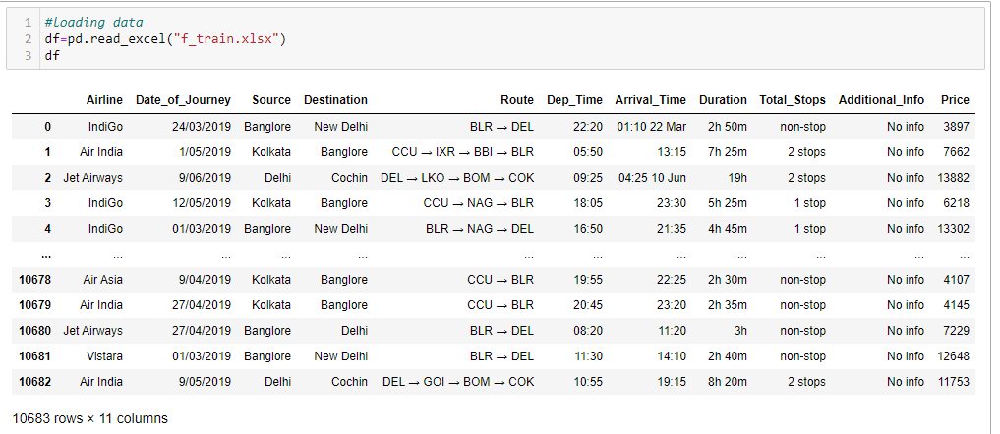 1 #loading data
2 df=pd.read_excel("f_train.xlsx")
3 df
Airline Date_of_Journey Source Destination Route Dep_Time Arrival_Time Duration Total_Stops Additional_Info Price
0 IndiGo 24/03/2019 Banglore New Delhi BLR → DEL 22:20 01:10 22 Mar 2h 50m non-stop No info 3897
1 Air India 1/05/2019 Kolkata Banglore CCU → IXR → BBI → BLR 05:50 13:15 7h 25m 2 stops No info 7662
2 Jet Airways 9/06/2019 Delhi Cochin DEL → LKO → BOM → COK 09:25 04:25 10 Jun 19h 2 stops No info 13882
3 IndiGo 12/05/2019 Kolkata Banglore CCU → NAG → BLR 18:05 23:30 5h 25m 1 stop No info 6218
4 IndiGo 01/03/2019 Banglore New Delhi BLR → NAG → DEL 16:50 21:35 4h 45m 1 stop No info 13302
... ... ... ... ... ... ... ... ... ... ... ...
10678 Air Asia 9/04/2019 Kolkata Banglore CCU → BLR 19:55 22:25 2h 30m non-stop No info 4107
10679 Air India 27/04/2019 Kolkata Banglore CCU → BLR 20:45 23:20 2h 35m non-stop No info 4145
10680 Jet Airways 27/04/2019 Banglore Delhi BLR → DEL 08:20 11:20 3h non-stop No info 7229
10681 Vistara 01/03/2019 Banglore New Delhi BLR → DEL 11:30 14:10 2h 40m non-stop No info 12648
10682 Air India 9/05/2019 Delhi Cochin DEL → GOI → BOM → COK 10:55 19:15 8h 20m 2 stops No info 11753
10683 rows × 11 columns